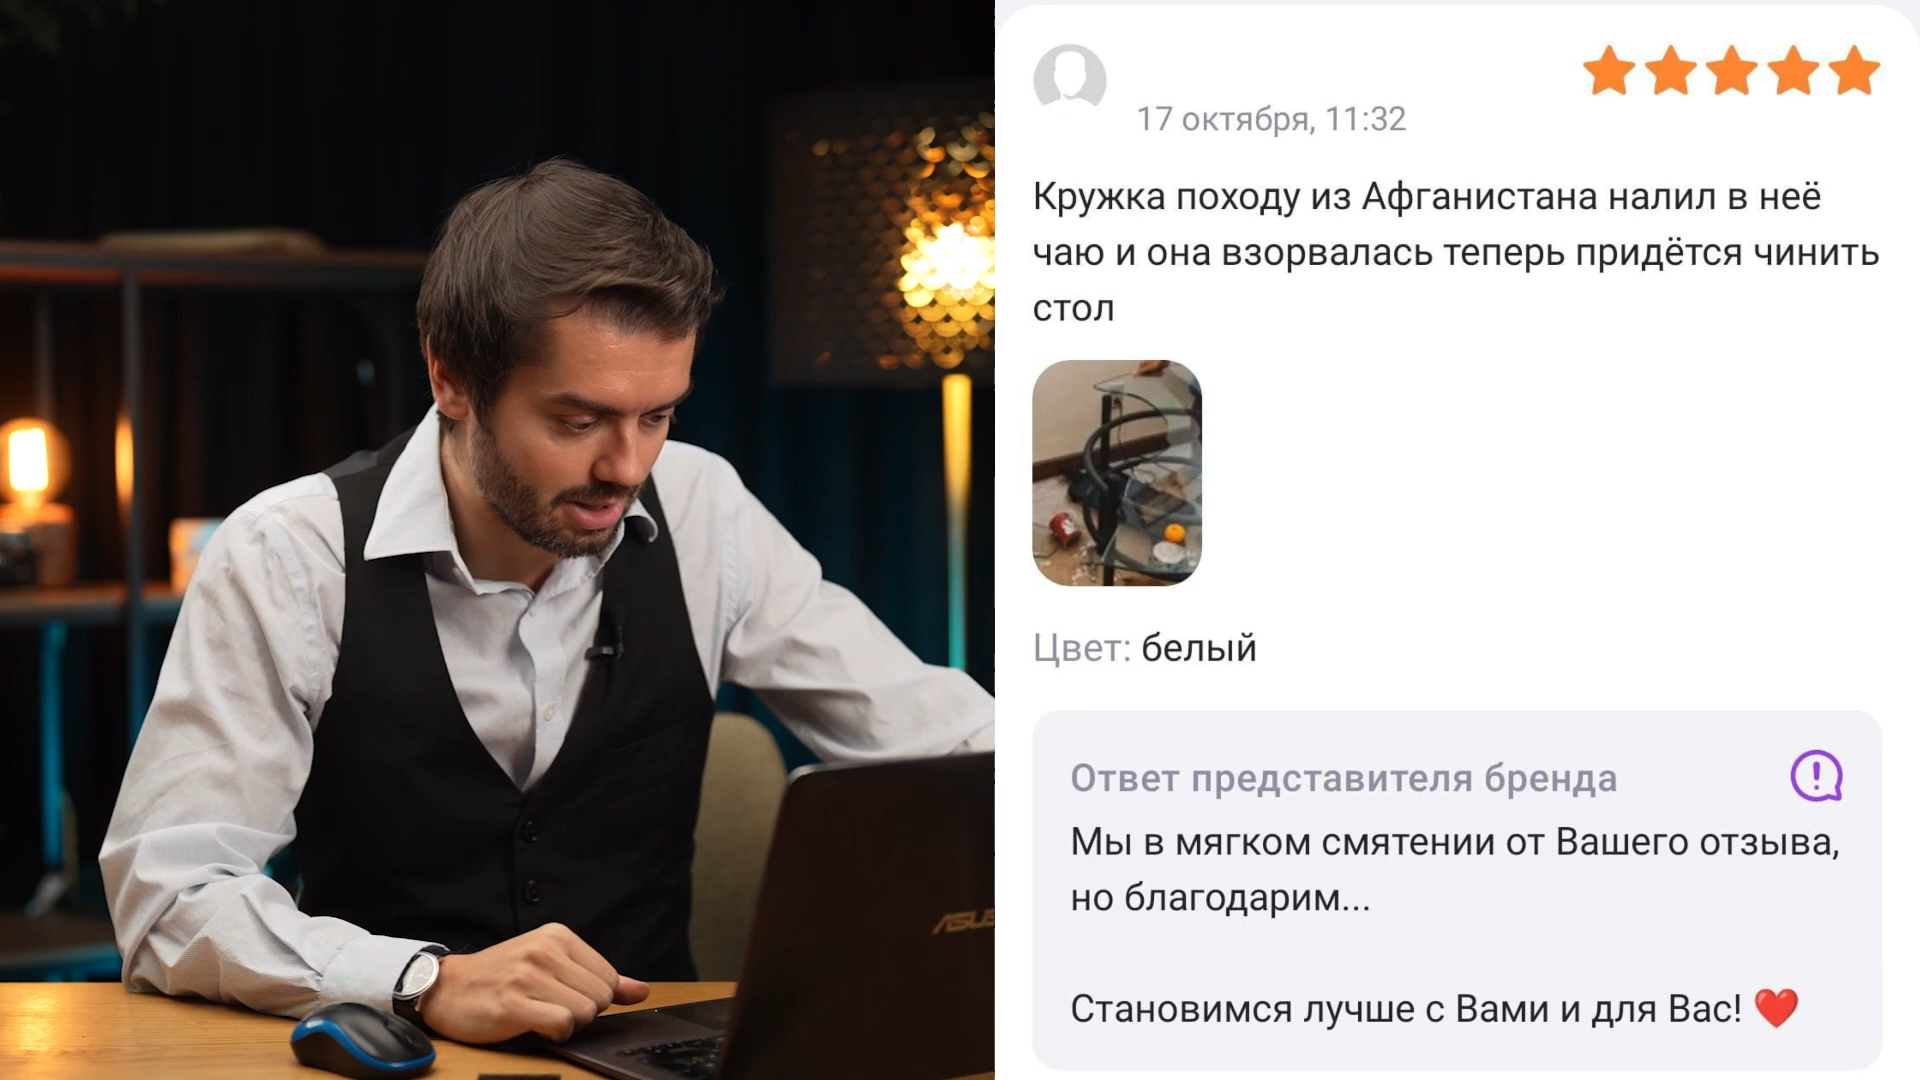 17 октября, 11:32
Кружка походу из Афганистана налил в неё
чаю и она взорвалась теперь придётся чинить
стол
Цвет: белый
Ответ представителя бренда
Мы в мягком смятении от Вашего отзыва,
но благодарим...
Становимся лучше с Вами и для Вас! ❤️
ASUS